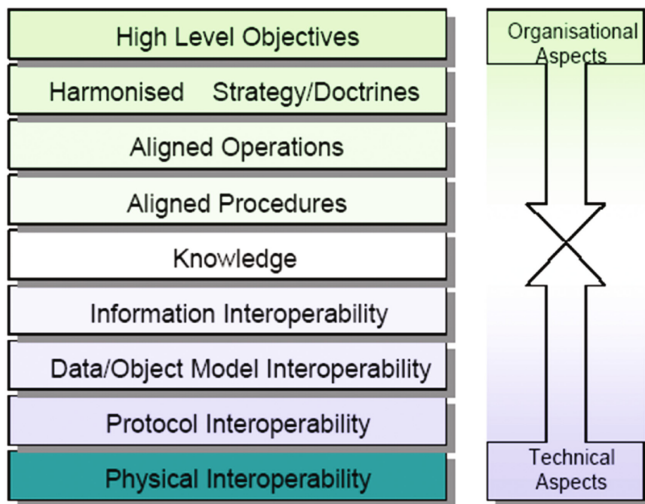 High Level Objectives
Harmonised Strategy/Doctrines
Aligned Operations
Aligned Procedures
Knowledge
Information Interoperability
Data/Object Model Interoperability
Protocol Interoperability
Physical Interoperability
Organisational
Aspects
Technical
Aspects